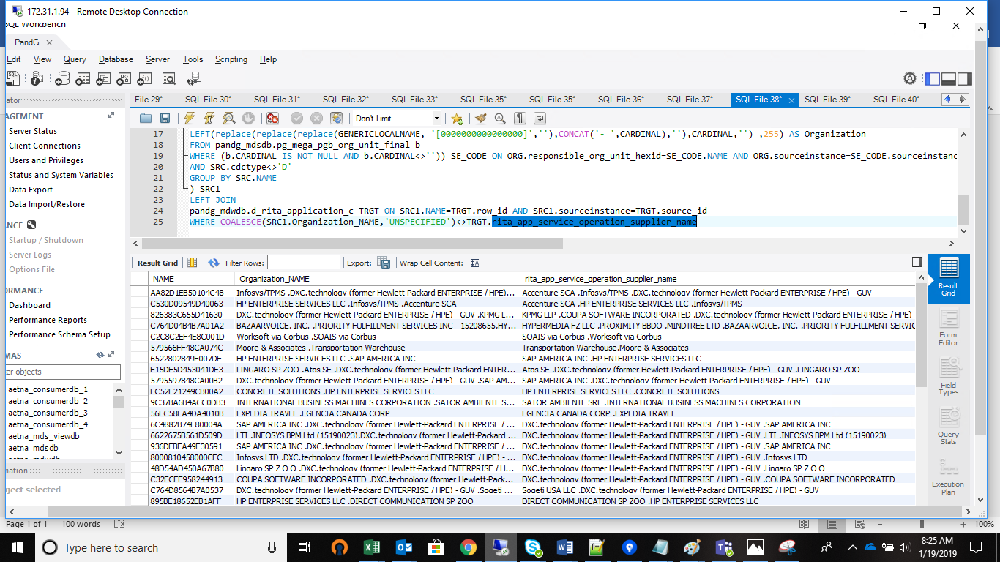 172.31.1.94 - Remote Desktop Connection
SQL Workbench
PandG
Edit View Query Database Server Tools Scripting Help
File 29* SQL File 30* SQL File 31* SQL File 32* SQL File 33* SQL File 35* SQL File 35* SQL File 36* SQL File 37* SQL File 38* SQL File 39* SQL File 40*
Don't Limit
AGEMENT
Server Status
Client Connections
Users and Privileges
Status and System Variables
Data Export
Data Import/Restore
ANCE
Startup / Shutdown
Server Logs
Options File
ORMANCE
Dashboard
Performance Reports
Performance Schema Setup
MAS
ter objects
aetna_consumerdb_1
aetna_consumerdb_2
aetna_consumerdb_3
aetna_consumerdb_4
aetna_mds_viewdb
aetna_mdsdb
mation
bject selected
17 LEFT(replace(replace(replace(GENERICLOCALNAME, '[0000000000000000]',''),CONCAT('- ',CARDINAL),''),CARDINAL,'') ,255) AS Organization
18 FROM pandg_mdsdb.pg_mega_pgb_org_unit_final b
19 WHERE (b.CARDINAL IS NOT NULL AND b.CARDINAL<>'')) SE_CODE ON ORG.responsible_org_unit_hexid=SE_CODE.NAME AND ORG.sourceinstance=SE_CODE.sourceinstanc
20 AND SRC.cdctype<>'D'
21 GROUP BY SRC.NAME
22 ) SRC1
23 LEFT JOIN
24 pandg_mdwdb.d_rita_application_c TRGT ON SRC1.NAME=TRGT.row_id AND SRC1.sourceinstance=TRGT.source_id
25 WHERE COALESCE(SRC1.Organization_NAME,'UNSPECIFIED')<>TRGT.rita_app_service_operation_supplier_name
Result Grid Filter Rows: Export: Wrap Cell Content:
NAME Organization_NAME rita_app_service_operation_supplier_name
AA82D1EB50104C48 Infosys/TPMS ,DXC.technology (former Hewlett-Packard ENTERPRISE / HPE)... Accenture SCA ,Infosys/TPMS ,DXC.technology (former Hewlett-Packard ENTERPRISE / HPE) - GUV
C530D09549D40063 HP ENTERPRISE SERVICES LLC ,Infosys/TPMS ,Accenture SCA Accenture SCA ,HP ENTERPRISE SERVICES LLC ,Infosys/TPMS
826383C655D41630 DXC.technology (former Hewlett-Packard ENTERPRISE / HPE) - GUV ,KPMG L... KPMG LLP ,COUPA SOFTWARE INCORPORATED ,DXC.technology (former Hewlett-Packard ENTERPRISE / HPE) -
C764D04B4B7A01A2 BAZAARVOICE, INC. ,PRIORITY FULFILLMENT SERVICES INC - 15208655,HY... HYPERMEDIA FZ LLC ,PROXIMITY BBDO ,MINDTREE LTD ,BAZAARVOICE, INC. ,PRIORITY FULFILLMENT SERVIC
C2C8C2EF4E8C001D Worksoft via Corbus ,SOAIS via Corbus SOAIS via Corbus ,Worksoft via Corbus
579566FF48CA074C Moore & Associates ,Transportation Warehouse Transportation Warehouse,Moore & Associates
6522802849F007DF HP ENTERPRISE SERVICES LLC ,SAP AMERICA INC SAP AMERICA INC ,HP ENTERPRISE SERVICES LLC
F15DF5D453041DE3 LINGARO SP ZOO ,Atos SE ,DXC.technology (former Hewlett-Packard ENTER... Atos SE ,DXC.technology (former Hewlett-Packard ENTERPRISE / HPE) - GUV ,LINGARO SP ZOO
5795597848CA00B2 DXC.technology (former Hewlett-Packard ENTERPRISE / HPE) - GUV ,SAP AM... SAP AMERICA INC ,DXC.technology (former Hewlett-Packard ENTERPRISE / HPE) - GUV
EC52F21249CB00A2 CONCRETE SOLUTIONS ,HP ENTERPRISE SERVICES LLC HP ENTERPRISE SERVICES LLC ,CONCRETE SOLUTIONS
9C37BA6B4ACC0DB3 INTERNATIONAL BUSINESS MACHINES CORPORATION ,SATOR AMBIENTE S... SATOR AMBIENTE SRL ,INTERNATIONAL BUSINESS MACHINES CORPORATION
56FC58FA4DA4010B EXPEDIA TRAVEL ,EGENCIA CANADA CORP EGENCIA CANADA CORP ,EXPEDIA TRAVEL
6C4882B74E80004A SAP AMERICA INC ,DXC.technology (former Hewlett-Packard ENTERPRISE / ... DXC.technology (former Hewlett-Packard ENTERPRISE / HPE) - GUV ,SAP AMERICA INC
6622675B561D509D LTI ,INFOSYS BPM Ltd (15190023),DXC.technology (former Hewlett-Packard ... DXC.technology (former Hewlett-Packard ENTERPRISE / HPE) - GUV ,LTI ,INFOSYS BPM Ltd (15190023)
936DEBEA49E30591 SAP AMERICA INC ,DXC.technology (former Hewlett-Packard ENTERPRISE / ... DXC.technology (former Hewlett-Packard ENTERPRISE / HPE) - GUV ,SAP AMERICA INC
8000810458000CFC Infosys LTD ,DXC.technology (former Hewlett-Packard ENTERPRISE / HPE) - ... DXC.technology (former Hewlett-Packard ENTERPRISE / HPE) - GUV ,Infosys LTD
48D54AD450A67B80 Lingaro SP Z O O ,DXC.technology (former Hewlett-Packard ENTERPRISE / H... DXC.technology (former Hewlett-Packard ENTERPRISE / HPE) - GUV ,Lingaro SP Z O O
C32ECFE958244913 COUPA SOFTWARE INCORPORATED ,DXC.technology (former Hewlett-Pack... DXC.technology (former Hewlett-Packard ENTERPRISE / HPE) - GUV ,COUPA SOFTWARE INCORPORATED
C764D8564B7A0537 DXC.technology (former Hewlett-Packard ENTERPRISE / HPE) - GUV ,Sogeti ... Sogeti USA LLC ,DXC.technology (former Hewlett-Packard ENTERPRISE / HPE) - GUV
895BE18652EB1AFF HP ENTERPRISE SERVICES LLC ,DIRECT COMMUNICATION SP ZOO DIRECT COMMUNICATION SP ZOO ,HP ENTERPRISE SERVICES LLC
Result Grid
Form Editor
Field Types
Query Stats
Execution Plan
Page 1 of 1 100 words 100%
Type here to search
8:25 AM
1/19/2019